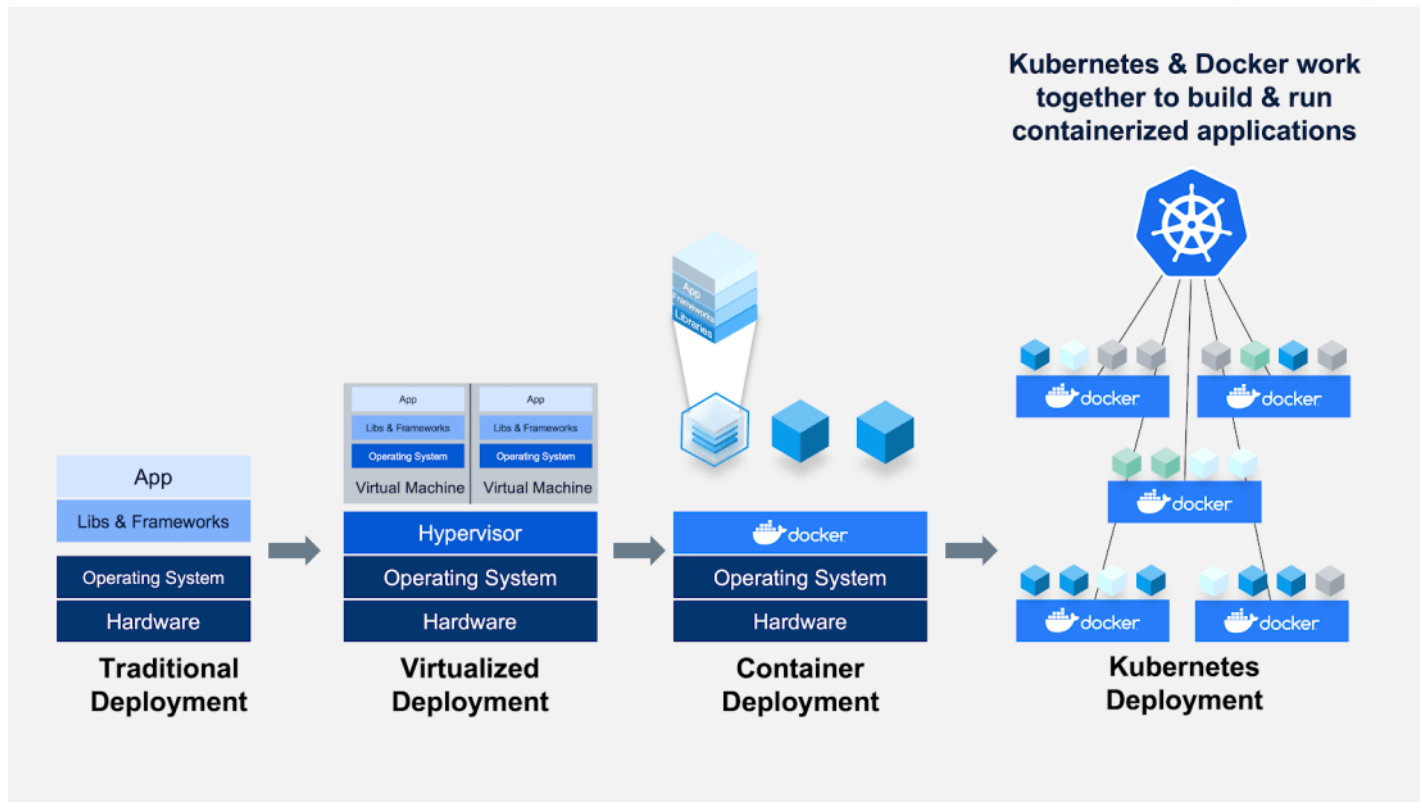 Kubernetes & Docker work
together to build & run
containerized applications
App
Libs & Frameworks
Operating System
Hardware
Traditional
Deployment
App
Libs & Frameworks
Operating System
Virtual Machine
App
Libs & Frameworks
Operating System
Virtual Machine
Hypervisor
Operating System
Hardware
Virtualized
Deployment
App
Frameworks
Libraries
docker
Operating System
Hardware
Container
Deployment
docker
docker
docker
docker
docker
Kubernetes
Deployment